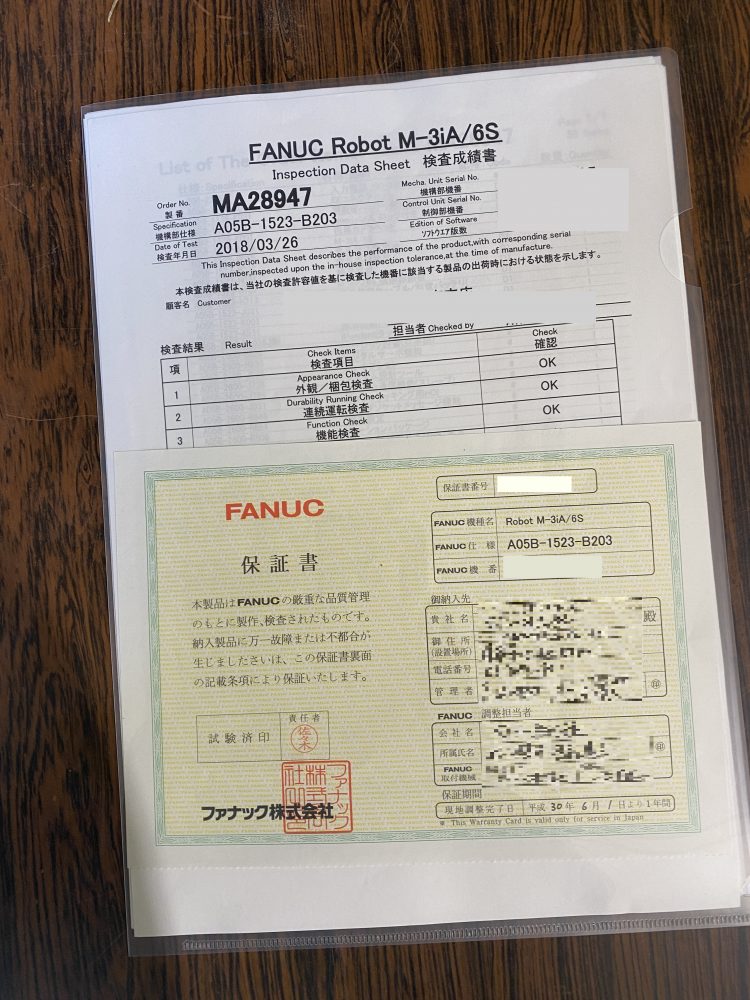 FANUC Robot M-3iA/6S
Inspection Data Sheet 検査成績書
Order No.
製番
MA28947
Specification
機構部仕様
A05B-1523-B203
Date of Test
検査年月日
2018/03/26
Mecha. Unit Serial No.
機構部機番
Control Unit Serial No.
制御部機番
Edition of Software
ソフトウエア版数
This Inspection Data Sheet describes the performance of the product,with corresponding serial
number,inspected upon the in-house inspection tolerance,at the time of manufacture.
本検査成績書は、当社の検査許容値を基に検査した機番に該当する製品の出荷時における状態を示します。
顧客名 Customer
担当者 Checked by
検査結果 Result
項
Check Items
検査項目
Check
確認
1
Appearance Check
外観/梱包検査
OK
2
Durability Running Check
連続運転検査
OK
3
Function Check
機能検査
OK
FANUC
保証書
本製品はFANUCの厳重な品質管理
のもとに製作、検査されたものです。
納入製品に万一故障または不都合が
生じましたさいは、この保証書裏面
の記載条項により保証いたします。
試験済印
責任者
佐々木
ファナック株式会社
ファナック
株式会
社印
保証書番号
FANUC機種名 Robot M-3iA/6S
FANUC仕様 A05B-1523-B203
FANUC機番
御納入先
貴社名 殿
御住所
(設置場所)
電話番号
管理者 ㊞
FANUC 調整担当者
会社名
所属氏名 ㊞
FANUC
取付機械
保証期間
現地調整完了日 平成30年6月1日より1年間
※ This Warranty Card is valid only for service in Japan